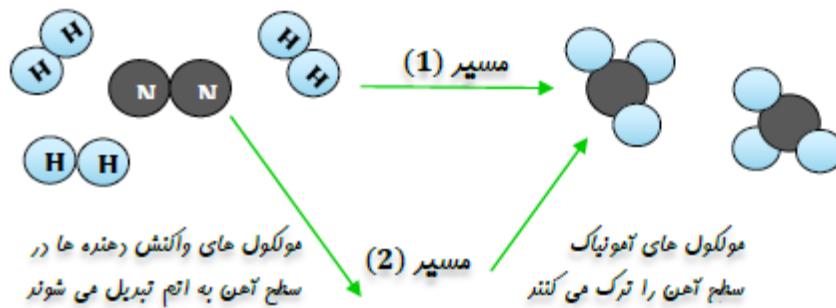 H H
H H
N N
مسیر (1)
H H
مسیر (2)
مولکول های واکنش دهنده ها در
سطح آهن به اتم تبدیل می شوند
مولکول های آمونیاک
سطح آهن را ترک می کنند